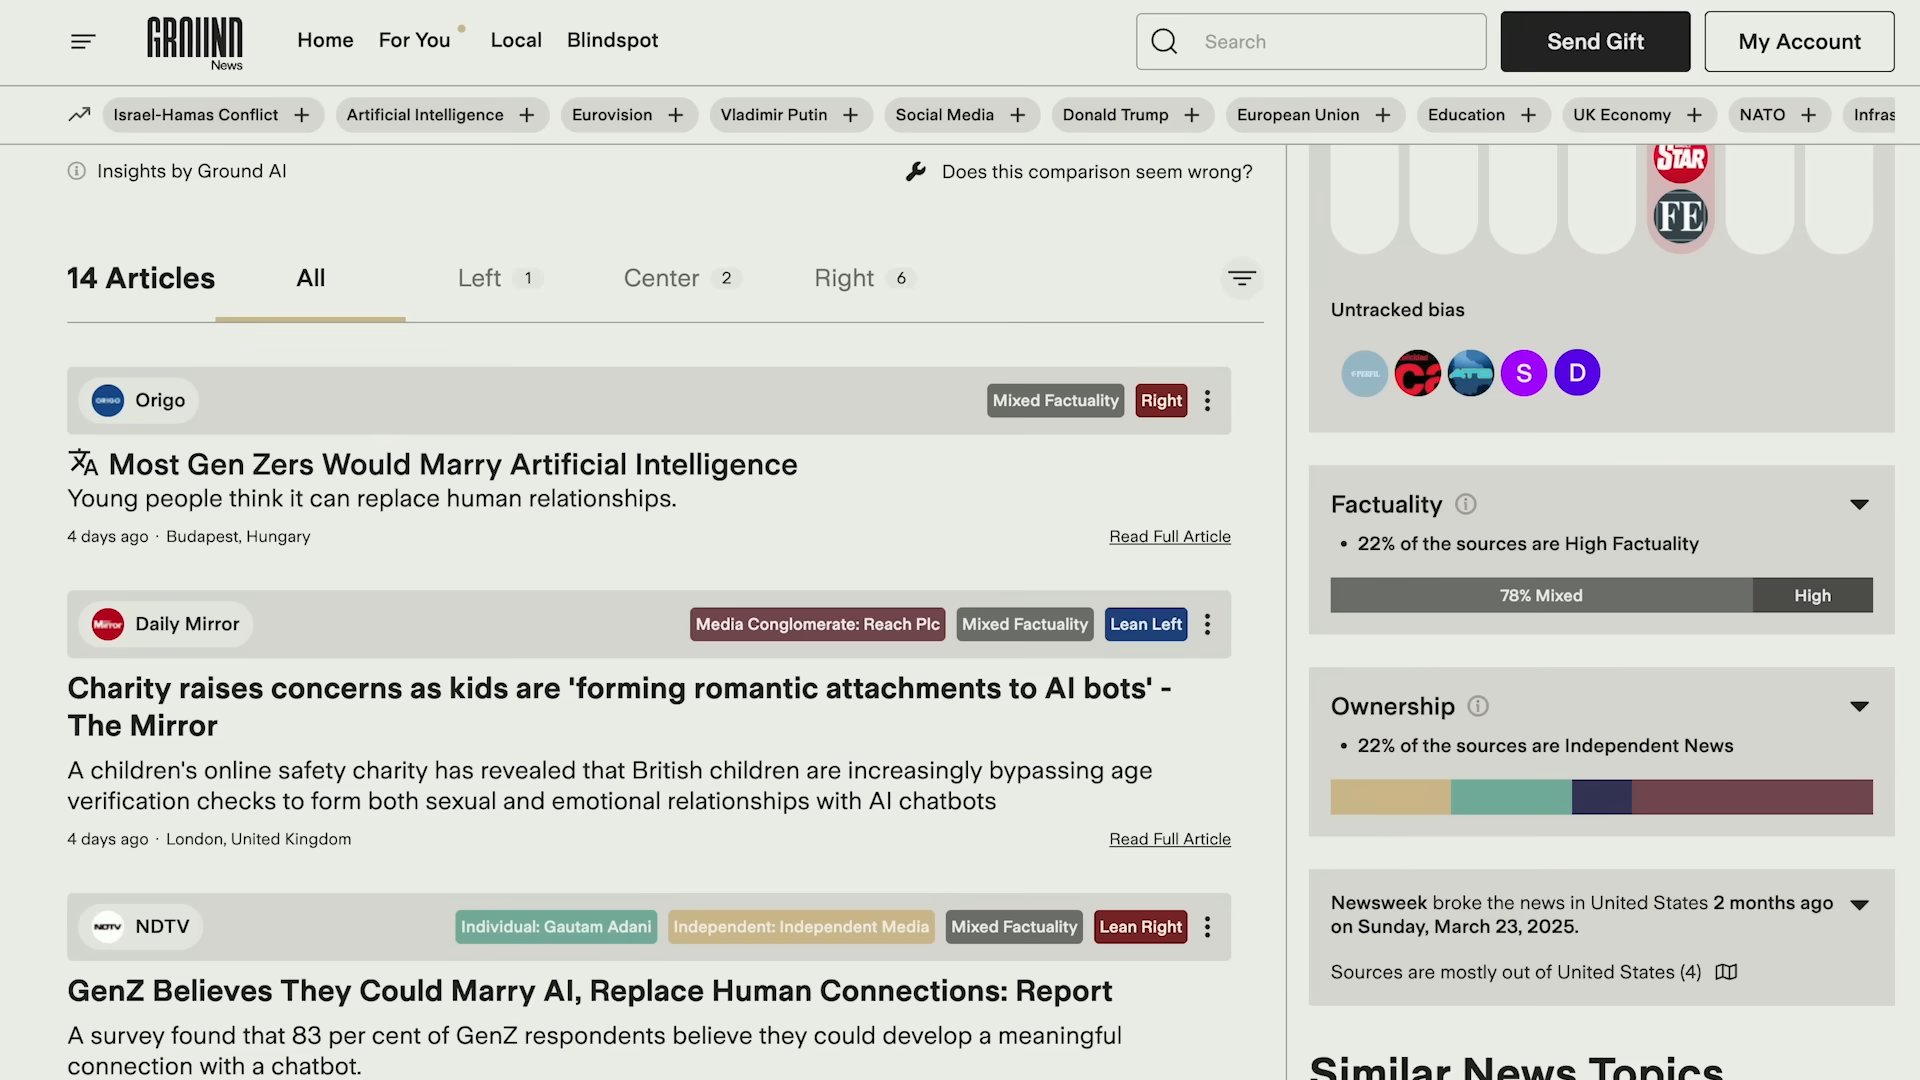 GROUND
News
Home
For You
Local
Blindspot
Search
Send Gift
My Account
Israel-Hamas Conflict +
Artificial Intelligence +
Eurovision +
Vladimir Putin +
Social Media +
Donald Trump +
European Union +
Education +
UK Economy +
NATO +
Infras
Insights by Ground AI
Does this comparison seem wrong?
14 Articles
All
Left 1
Center 2
Right 6
ORIGO
Origo
Mixed Factuality
Right
Most Gen Zers Would Marry Artificial Intelligence
Young people think it can replace human relationships.
4 days ago · Budapest, Hungary
Read Full Article
Mirror
Daily Mirror
Media Conglomerate: Reach Plc
Mixed Factuality
Lean Left
Charity raises concerns as kids are 'forming romantic attachments to AI bots' -
The Mirror
A children's online safety charity has revealed that British children are increasingly bypassing age
verification checks to form both sexual and emotional relationships with AI chatbots
4 days ago · London, United Kingdom
Read Full Article
NDTV
NDTV
Individual: Gautam Adani
Independent: Independent Media
Mixed Factuality
Lean Right
GenZ Believes They Could Marry AI, Replace Human Connections: Report
A survey found that 83 per cent of GenZ respondents believe they could develop a meaningful
connection with a chatbot.
STAR
FE
Untracked bias
PERFIL
S
D
Factuality
• 22% of the sources are High Factuality
78% Mixed
High
Ownership
• 22% of the sources are Independent News
Newsweek broke the news in United States 2 months ago
on Sunday, March 23, 2025.
Sources are mostly out of United States (4)
Similar News Topics